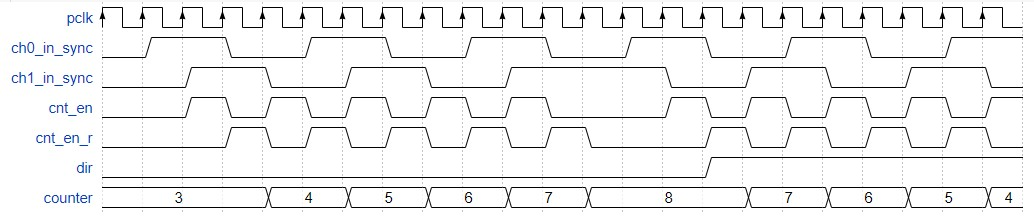 pclk
ch0_in_sync
ch1_in_sync
cnt_en
cnt_en_r
dir
counter 3 4 5 6 7 8 7 6 5 4